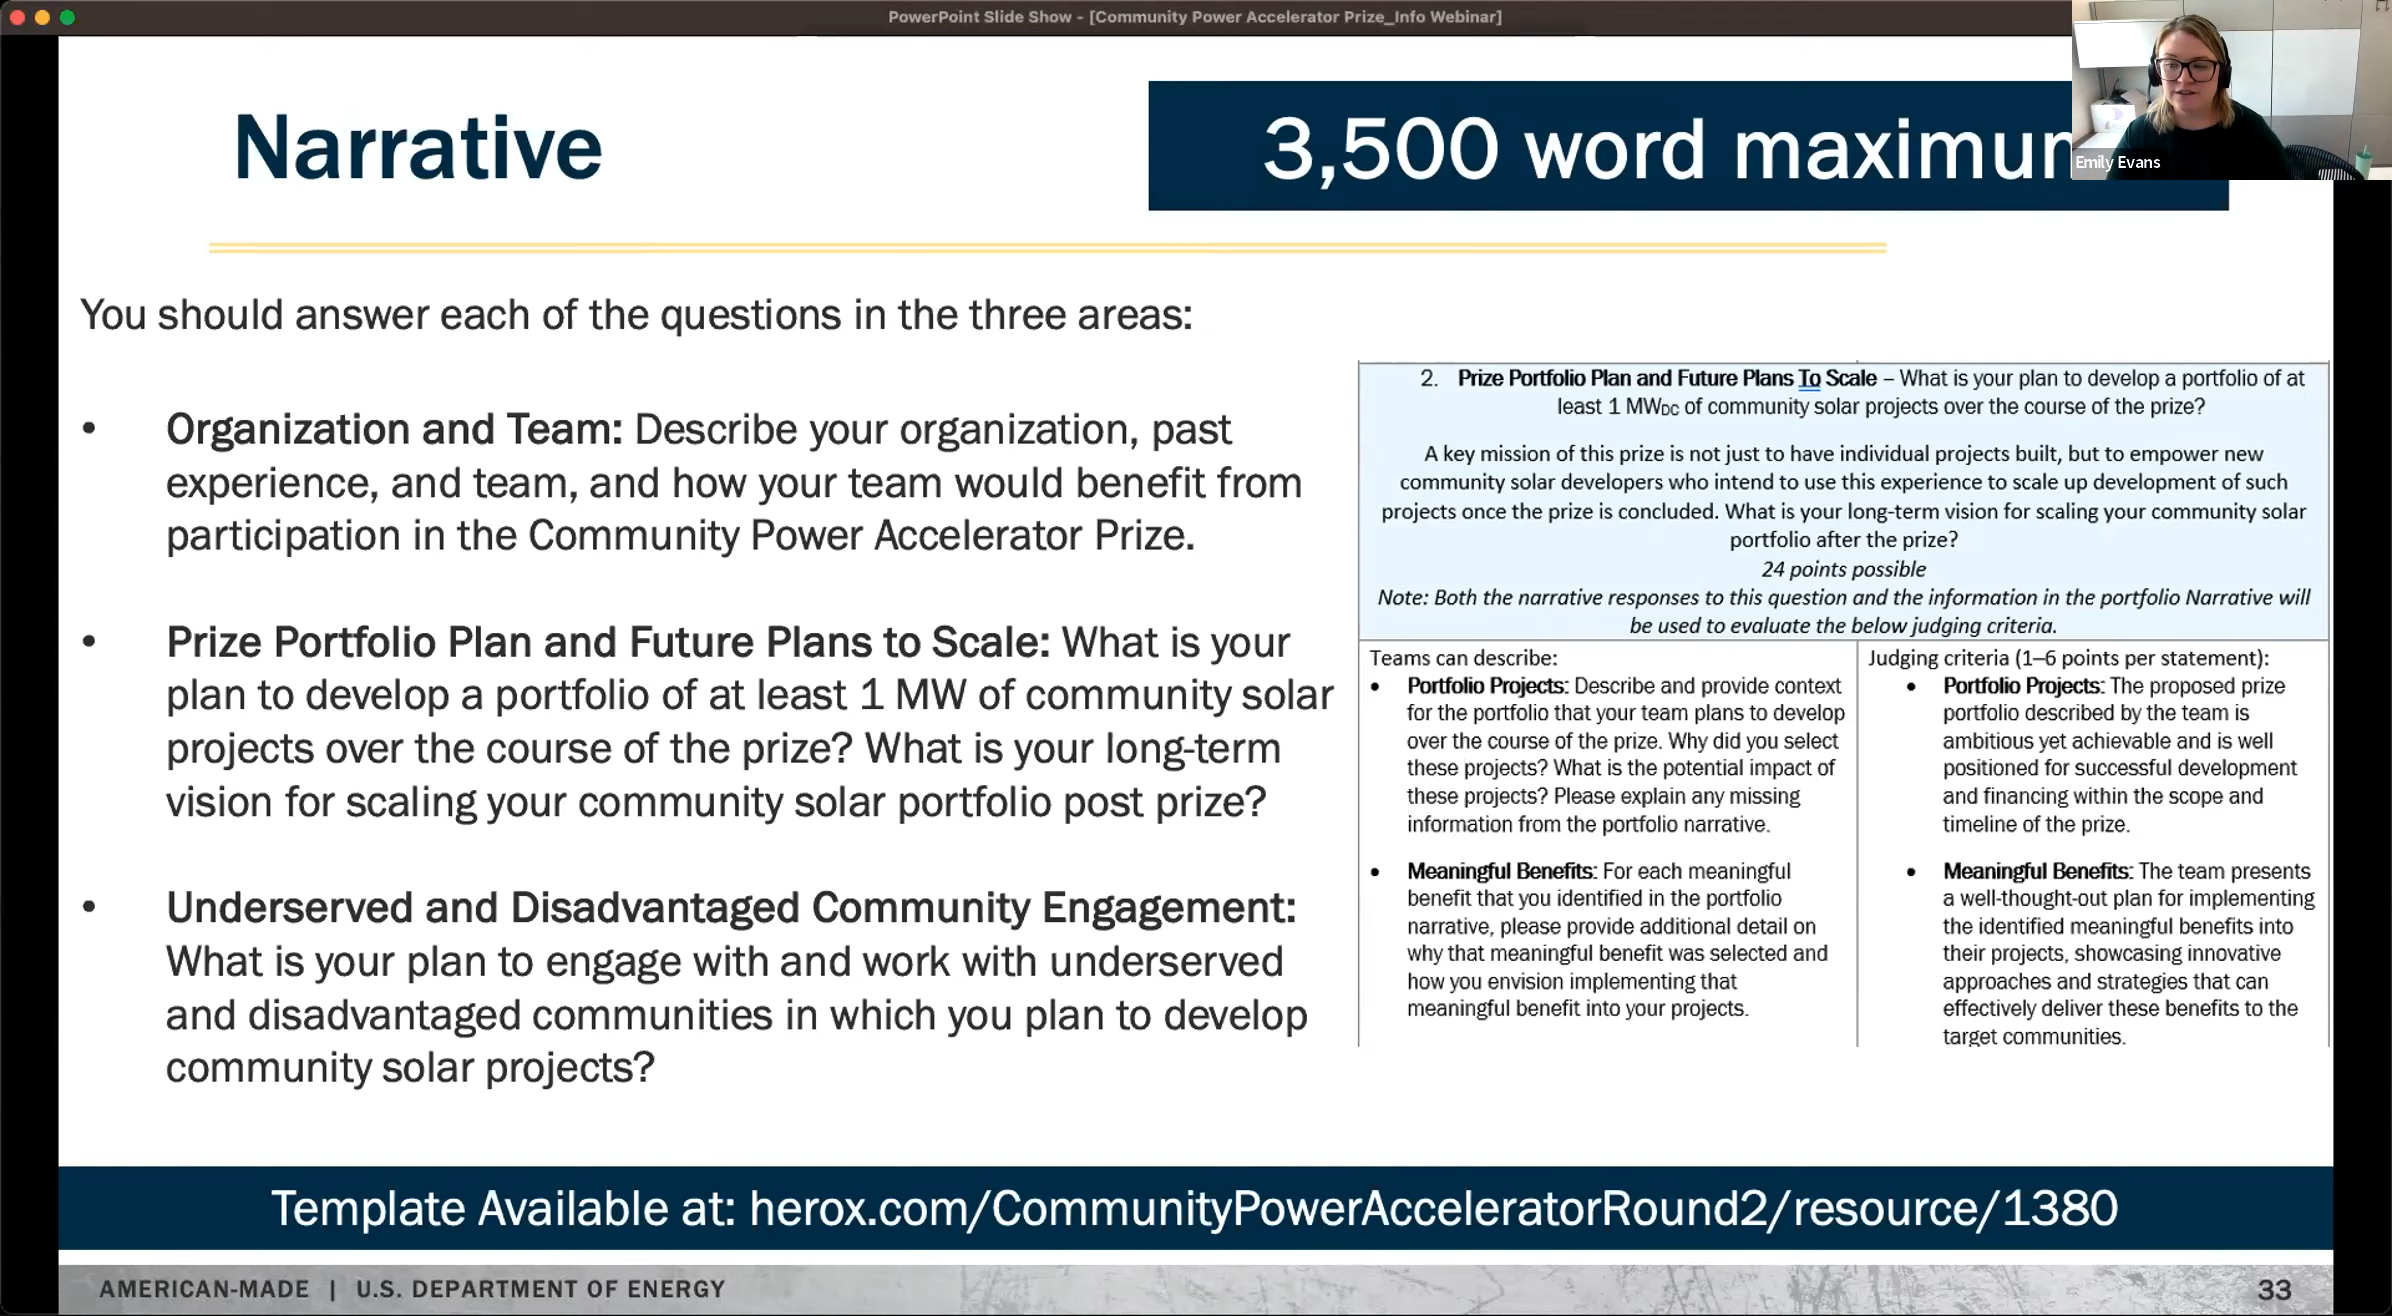 PowerPoint Slide Show - [Community Power Accelerator Prize_Info Webinar]
Narrative
3,500 word maximum
Emily Evans
You should answer each of the questions in the three areas:
• Organization and Team: Describe your organization, past
experience, and team, and how your team would benefit from
participation in the Community Power Accelerator Prize.
• Prize Portfolio Plan and Future Plans to Scale: What is your
plan to develop a portfolio of at least 1 MW of community solar
projects over the course of the prize? What is your long-term
vision for scaling your community solar portfolio post prize?
• Underserved and Disadvantaged Community Engagement:
What is your plan to engage with and work with underserved
and disadvantaged communities in which you plan to develop
community solar projects?
2. Prize Portfolio Plan and Future Plans To Scale – What is your plan to develop a portfolio of at
least 1 MWDC of community solar projects over the course of the prize?
A key mission of this prize is not just to have individual projects built, but to empower new
community solar developers who intend to use this experience to scale up development of such
projects once the prize is concluded. What is your long-term vision for scaling your community solar
portfolio after the prize?
24 points possible
Note: Both the narrative responses to this question and the information in the portfolio Narrative will
be used to evaluate the below judging criteria.
Teams can describe:
• Portfolio Projects: Describe and provide context
for the portfolio that your team plans to develop
over the course of the prize. Why did you select
these projects? What is the potential impact of
these projects? Please explain any missing
information from the portfolio narrative.
• Meaningful Benefits: For each meaningful
benefit that you identified in the portfolio
narrative, please provide additional detail on
why that meaningful benefit was selected and
how you envision implementing that
meaningful benefit into your projects.
Judging criteria (1–6 points per statement):
• Portfolio Projects: The proposed prize
portfolio described by the team is
ambitious yet achievable and is well
positioned for successful development
and financing within the scope and
timeline of the prize.
• Meaningful Benefits: The team presents
a well-thought-out plan for implementing
the identified meaningful benefits into
their projects, showcasing innovative
approaches and strategies that can
effectively deliver these benefits to the
target communities.
Template Available at: herox.com/CommunityPowerAcceleratorRound2/resource/1380
AMERICAN-MADE | U.S. DEPARTMENT OF ENERGY
33